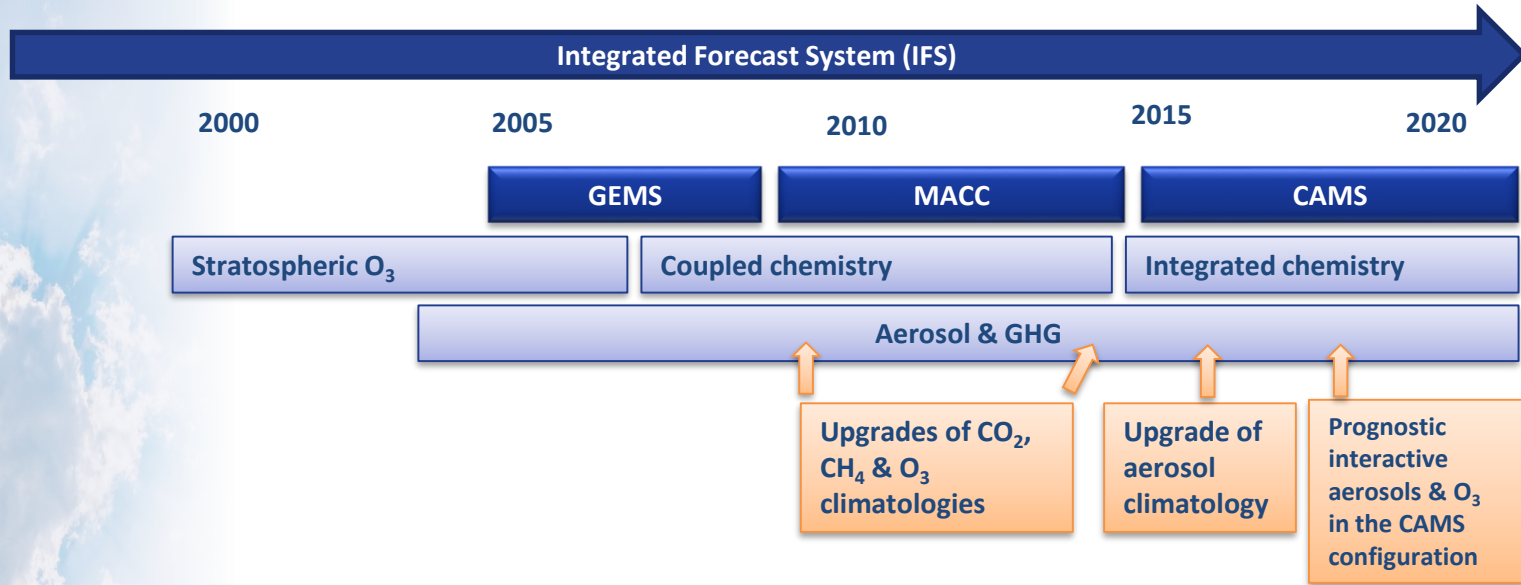 Integrated Forecast System (IFS)
2000 2005 2010 2015 2020
GEMS MACC CAMS
Stratospheric O₃ Coupled chemistry Integrated chemistry
Aerosol & GHG
Upgrades of CO₂,
CH₄ & O₃
climatologies
Upgrade of
aerosol
climatology
Prognostic
interactive
aerosols & O₃
in the CAMS
configuration